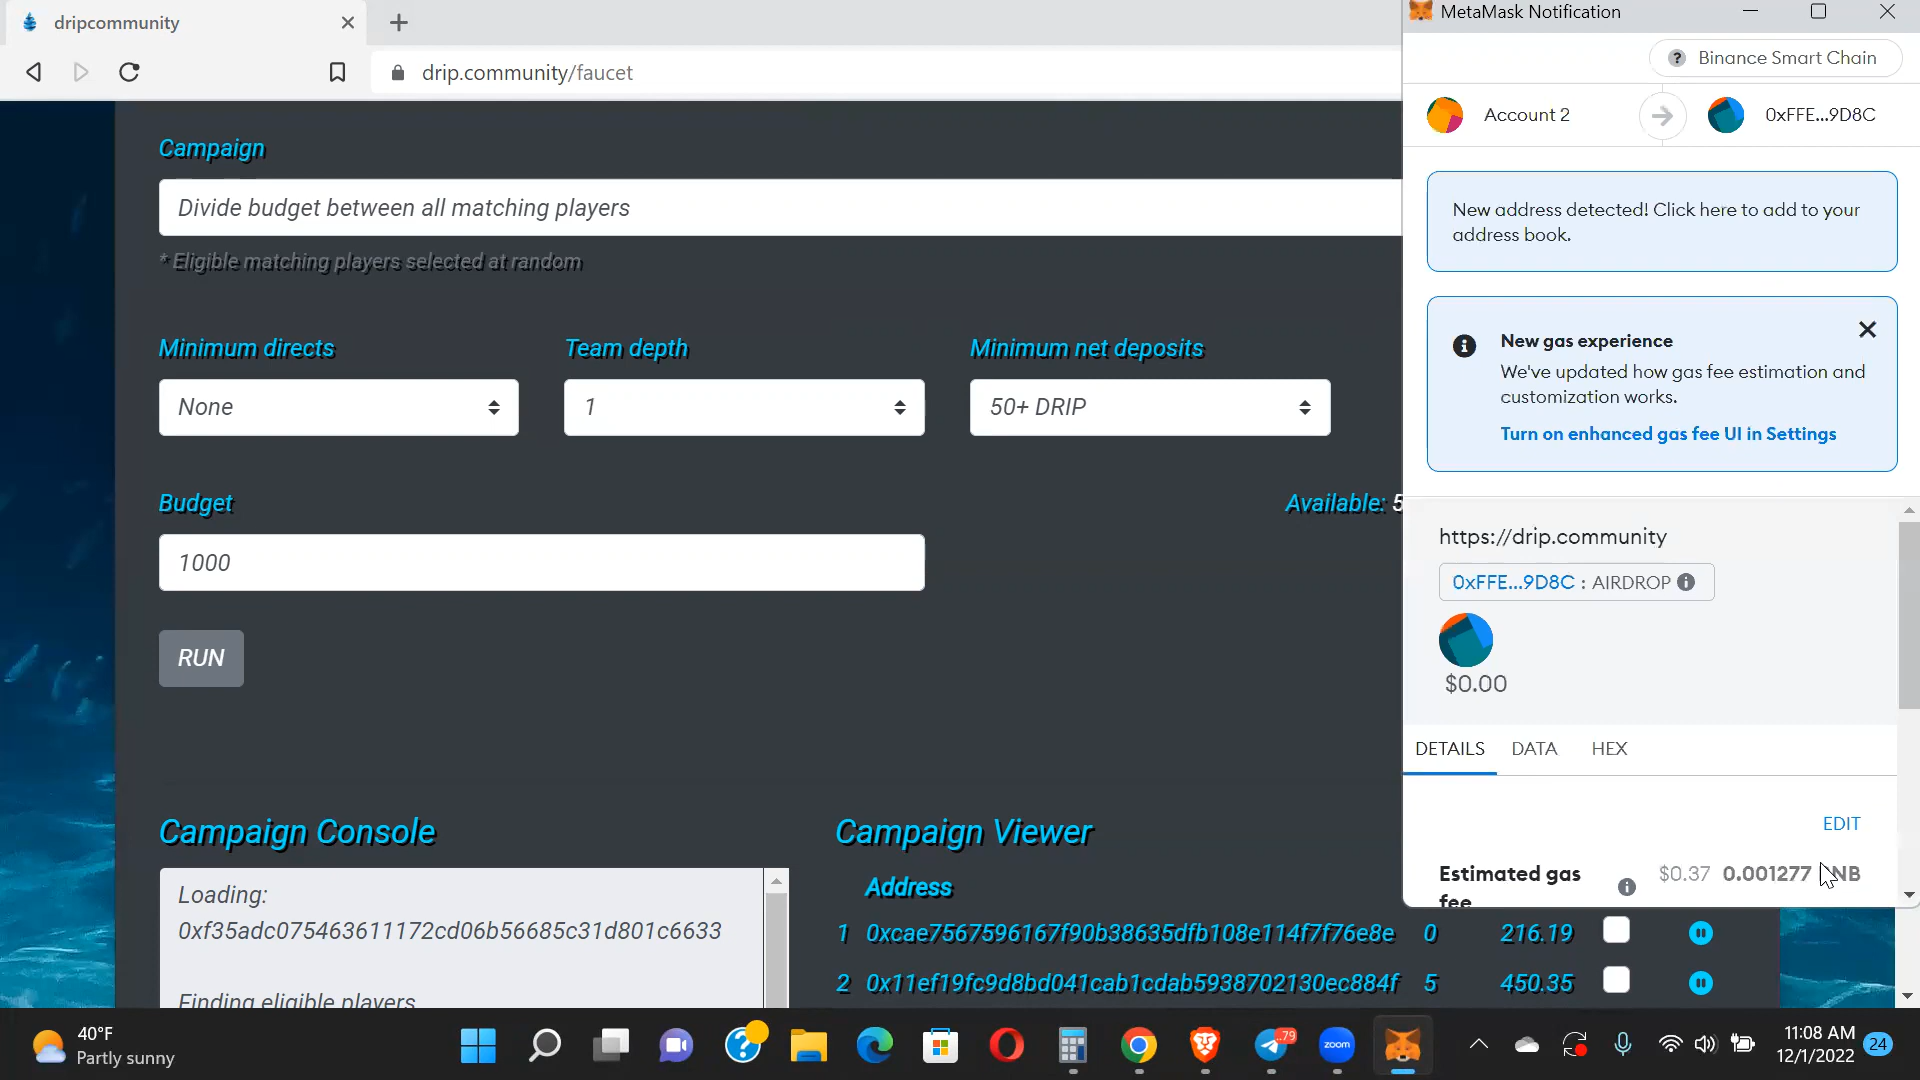 dripcommunity
drip.community/faucet
Campaign
Divide budget between all matching players
* Eligible matching players selected at random
Minimum directs
Team depth
Minimum net deposits
None
1
50+ DRIP
Budget
Available: 5
1000
RUN
Campaign Console
Loading:
0xf35adc075463611172cd06b56685c31d801c6633
Finding eligible players
Campaign Viewer
Address
1 0xcae7567596167f90b38635dfb108e114f7f76e8e 0 216.19
2 0x11ef19fc9d8bd041cab1cdab5938702130ec884f 5 450.35
MetaMask Notification
Binance Smart Chain
Account 2
0xFFE...9D8C
New address detected! Click here to add to your
address book.
New gas experience
We've updated how gas fee estimation and
customization works.
Turn on enhanced gas fee UI in Settings
https://drip.community
0xFFE...9D8C : AIRDROP
$0.00
DETAILS DATA HEX
EDIT
Estimated gas
fee
$0.37 0.001277 NB
40°F
Partly sunny
79
zoom
11:08 AM
12/1/2022
24